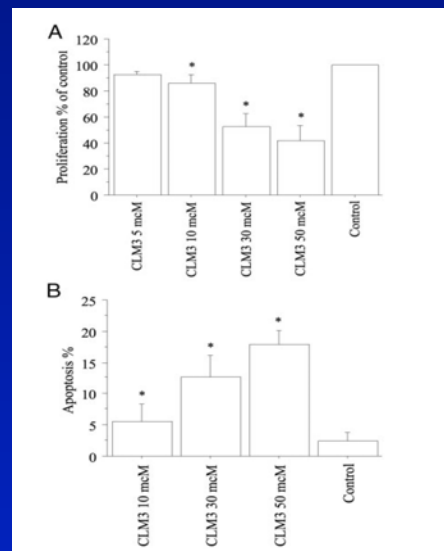 A
Proliferation % of control
120
100
80
60
40
20
0
*
*
*
CLM3 5 mcM
CLM3 10 mcM
CLM3 30 mcM
CLM3 50 mcM
Control
B
Apoptosis %
25
20
15
10
5
0
*
*
*
CLM3 10 mcM
CLM3 30 mcM
CLM3 50 mcM
Control